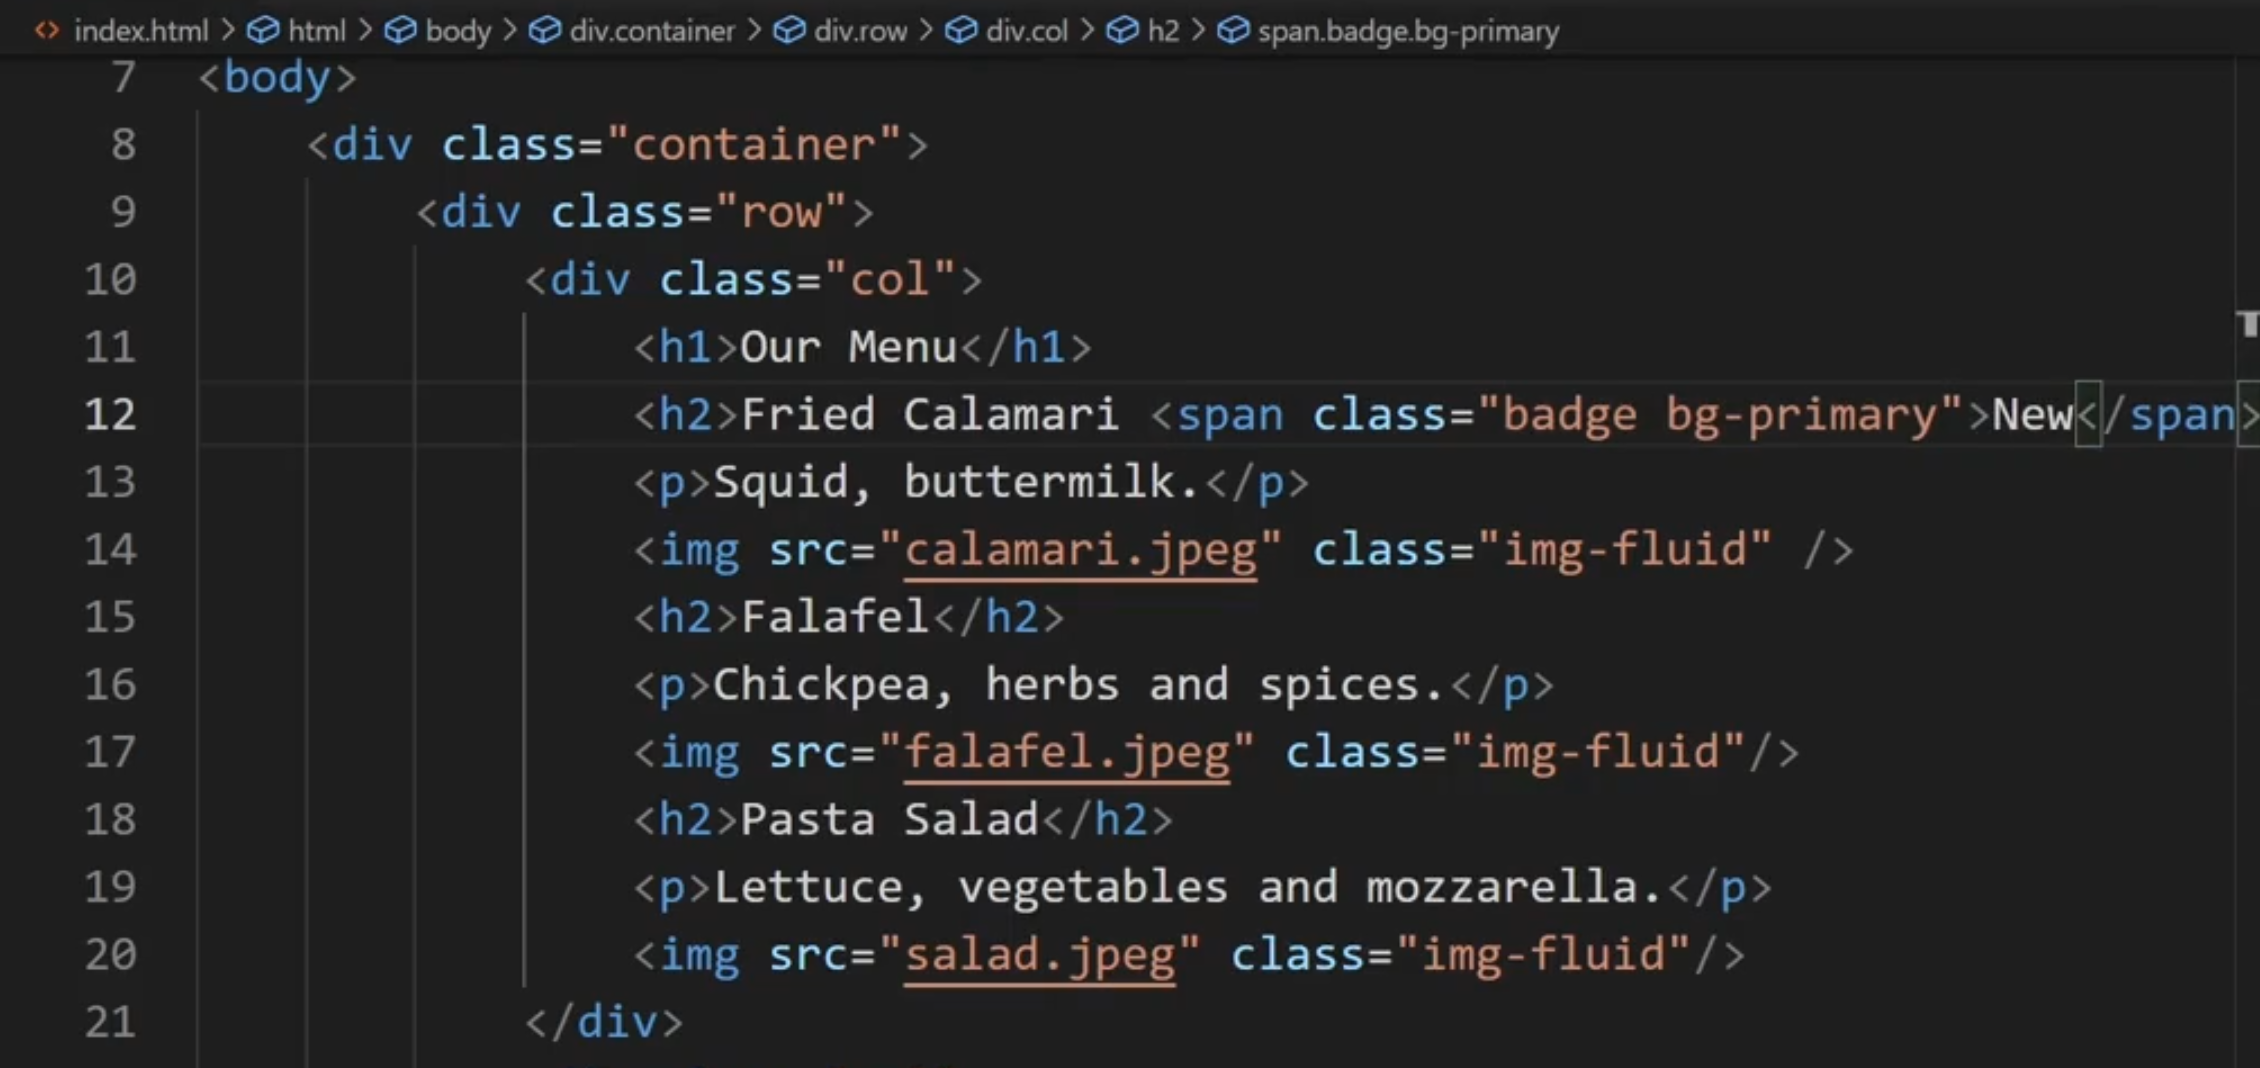 index.html > html > body > div.container > div.row > div.col > h2 > span.badge.bg-primary
7 <body>
8 <div class="container">
9 <div class="row">
10 <div class="col">
11 <h1>Our Menu</h1>
12 <h2>Fried Calamari <span class="badge bg-primary">New</span>
13 <p>Squid, buttermilk.</p>
14 <img src="calamari.jpeg" class="img-fluid" />
15 <h2>Falafel</h2>
16 <p>Chickpea, herbs and spices.</p>
17 <img src="falafel.jpeg" class="img-fluid"/>
18 <h2>Pasta Salad</h2>
19 <p>Lettuce, vegetables and mozzarella.</p>
20 <img src="salad.jpeg" class="img-fluid"/>
21 </div>